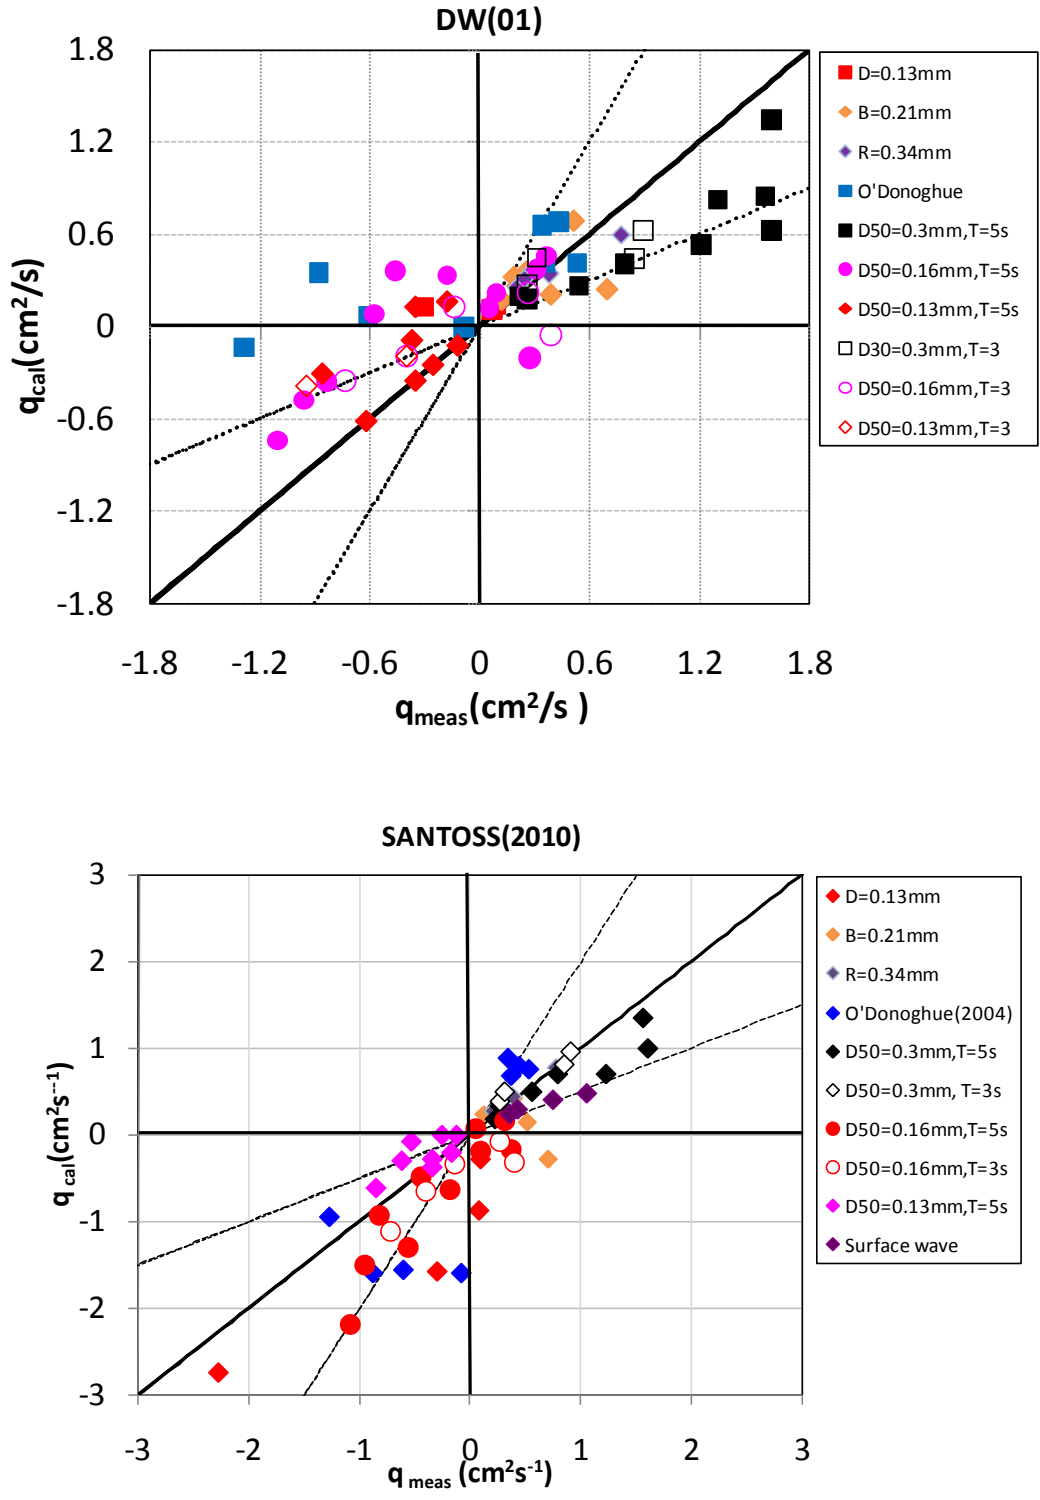 DW(01)
1.8
1.2
0.6
0
-0.6
-1.2
-1.8
qcal(cm²/s)
-1.8 -1.2 -0.6 0 0.6 1.2 1.8
qmeas(cm²/s )
D=0.13mm
B=0.21mm
R=0.34mm
O'Donoghue
D50=0.3mm,T=5s
D50=0.16mm,T=5s
D50=0.13mm,T=5s
D30=0.3mm,T=3
D50=0.16mm,T=3
D50=0.13mm,T=3
SANTOSS(2010)
3
2
1
0
-1
-2
-3
q cal(cm²s⁻⁻¹)
-3 -2 -1 0 1 2 3
q meas (cm²s⁻¹)
D=0.13mm
B=0.21mm
R=0.34mm
O'Donoghue(2004)
D50=0.3mm,T=5s
D50=0.3mm, T=3s
D50=0.16mm,T=5s
D50=0.16mm,T=3s
D50=0.13mm,T=5s
Surface wave